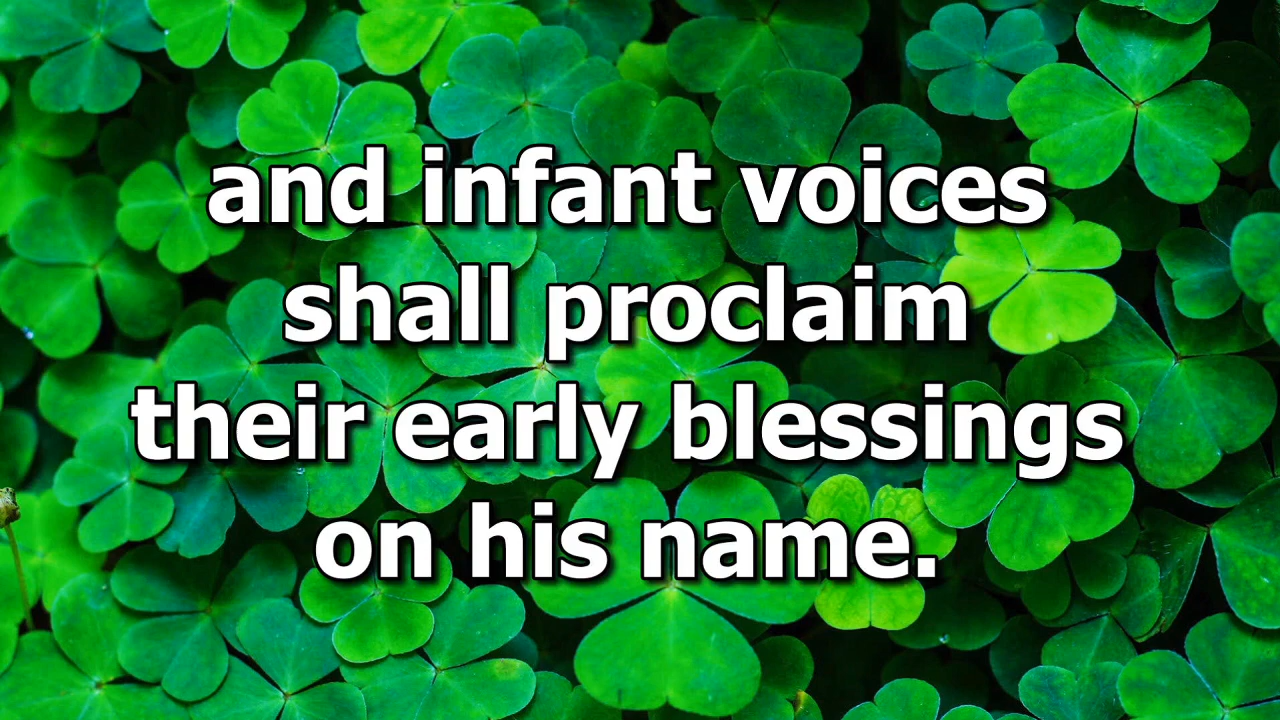 and infant voices
shall proclaim
their early blessings
on his name.